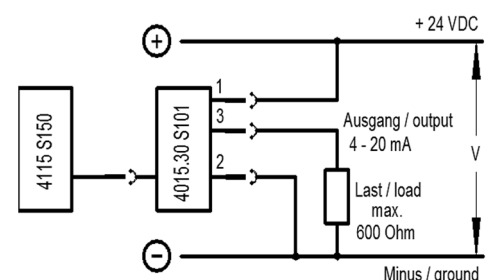 + 24 VDC
+
1
3
2
4115 S150
4015.30 S101
Ausgang / output
4 - 20 mA
V
Last / load
max.
600 Ohm
-
Minus / ground